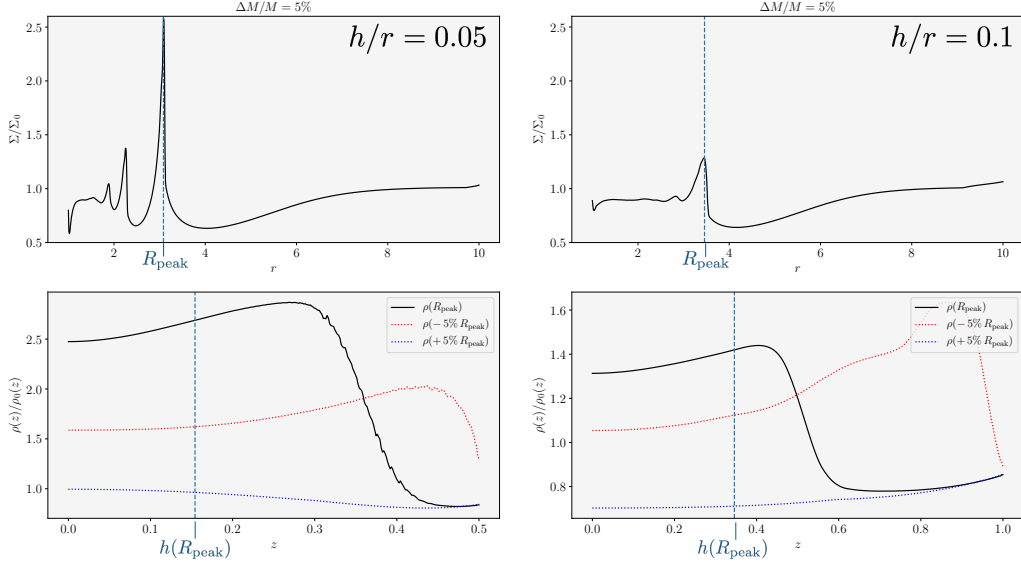 ΔM/M = 5%
h/r = 0.05
Σ/Σ₀
2.5
2.0
1.5
1.0
0.5
2 4 6 8 10
R_peak
r
ΔM/M = 5%
h/r = 0.1
Σ/Σ₀
2.5
2.0
1.5
1.0
0.5
2 4 6 8 10
R_peak
r
ρ(z)/ρ₀(z)
2.5
2.0
1.5
1.0
ρ(R_peak)
ρ(−5% R_peak)
ρ(+5% R_peak)
0.0 0.1 0.2 0.3 0.4 0.5
h(R_peak)
z
ρ(z)/ρ₀(z)
1.6
1.4
1.2
1.0
0.8
ρ(R_peak)
ρ(−5% R_peak)
ρ(+5% R_peak)
0.0 0.2 0.4 0.6 0.8 1.0
h(R_peak)
z